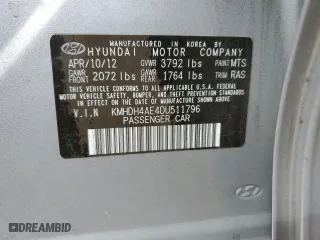 MANUFACTURED IN KOREA BY
HYUNDAI MOTOR COMPANY
APR/10/12 GVWR 3792 lbs PAINT MTS
GAWR FRT 2072 lbs GAWR RR 1764 lbs TRIM RAS
THIS VEHICLE CONFORMS TO ALL APPLICABLE
U.S.A. FEDERAL MOTOR VEHICLE SAFETY,
BUMPER, AND THEFT PREVENTION STANDARDS
IN EFFECT ON THE DATE OF MANUFACTURE
SHOWN ABOVE.
V.I.N KMHDH4AE4DU511796
PASSENGER CAR
DREAMBID